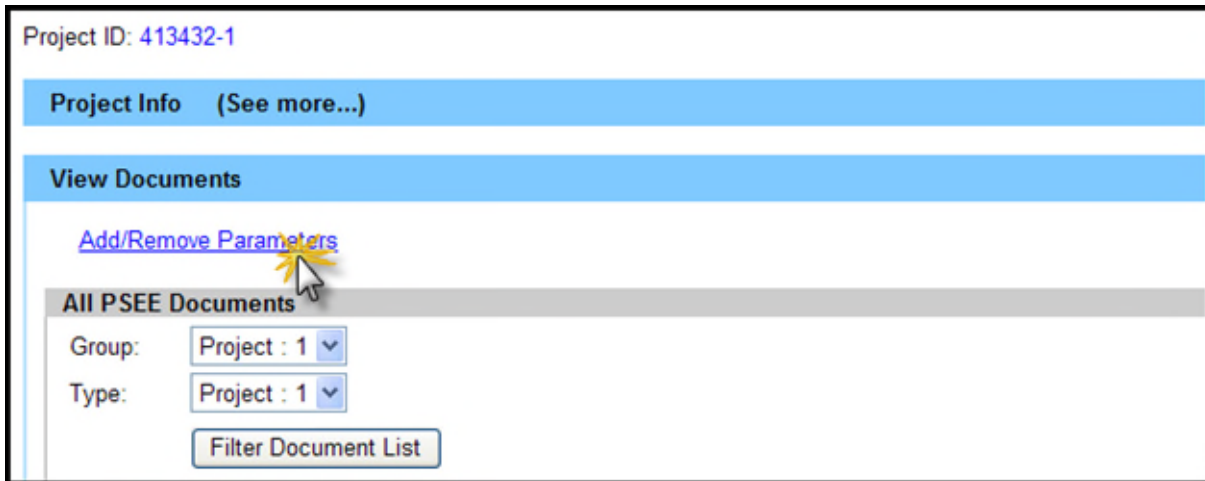 Project ID: 413432-1
Project Info (See more...)
View Documents
Add/Remove Parameters
All PSEE Documents
Group: Project : 1
Type: Project : 1
Filter Document List